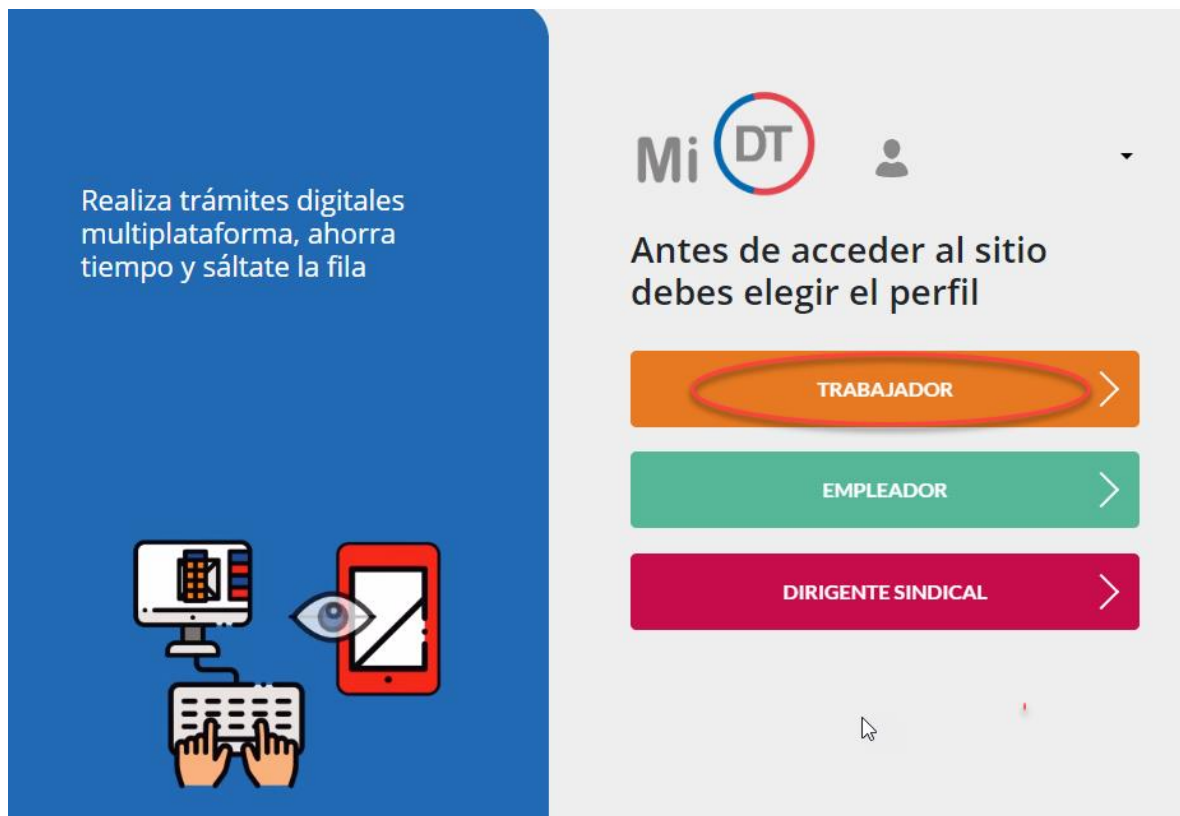 Realiza trámites digitales
multiplataforma, ahorra
tiempo y sáltate la fila
Mi DT
Antes de acceder al sitio
debes elegir el perfil
TRABAJADOR
EMPLEADOR
DIRIGENTE SINDICAL